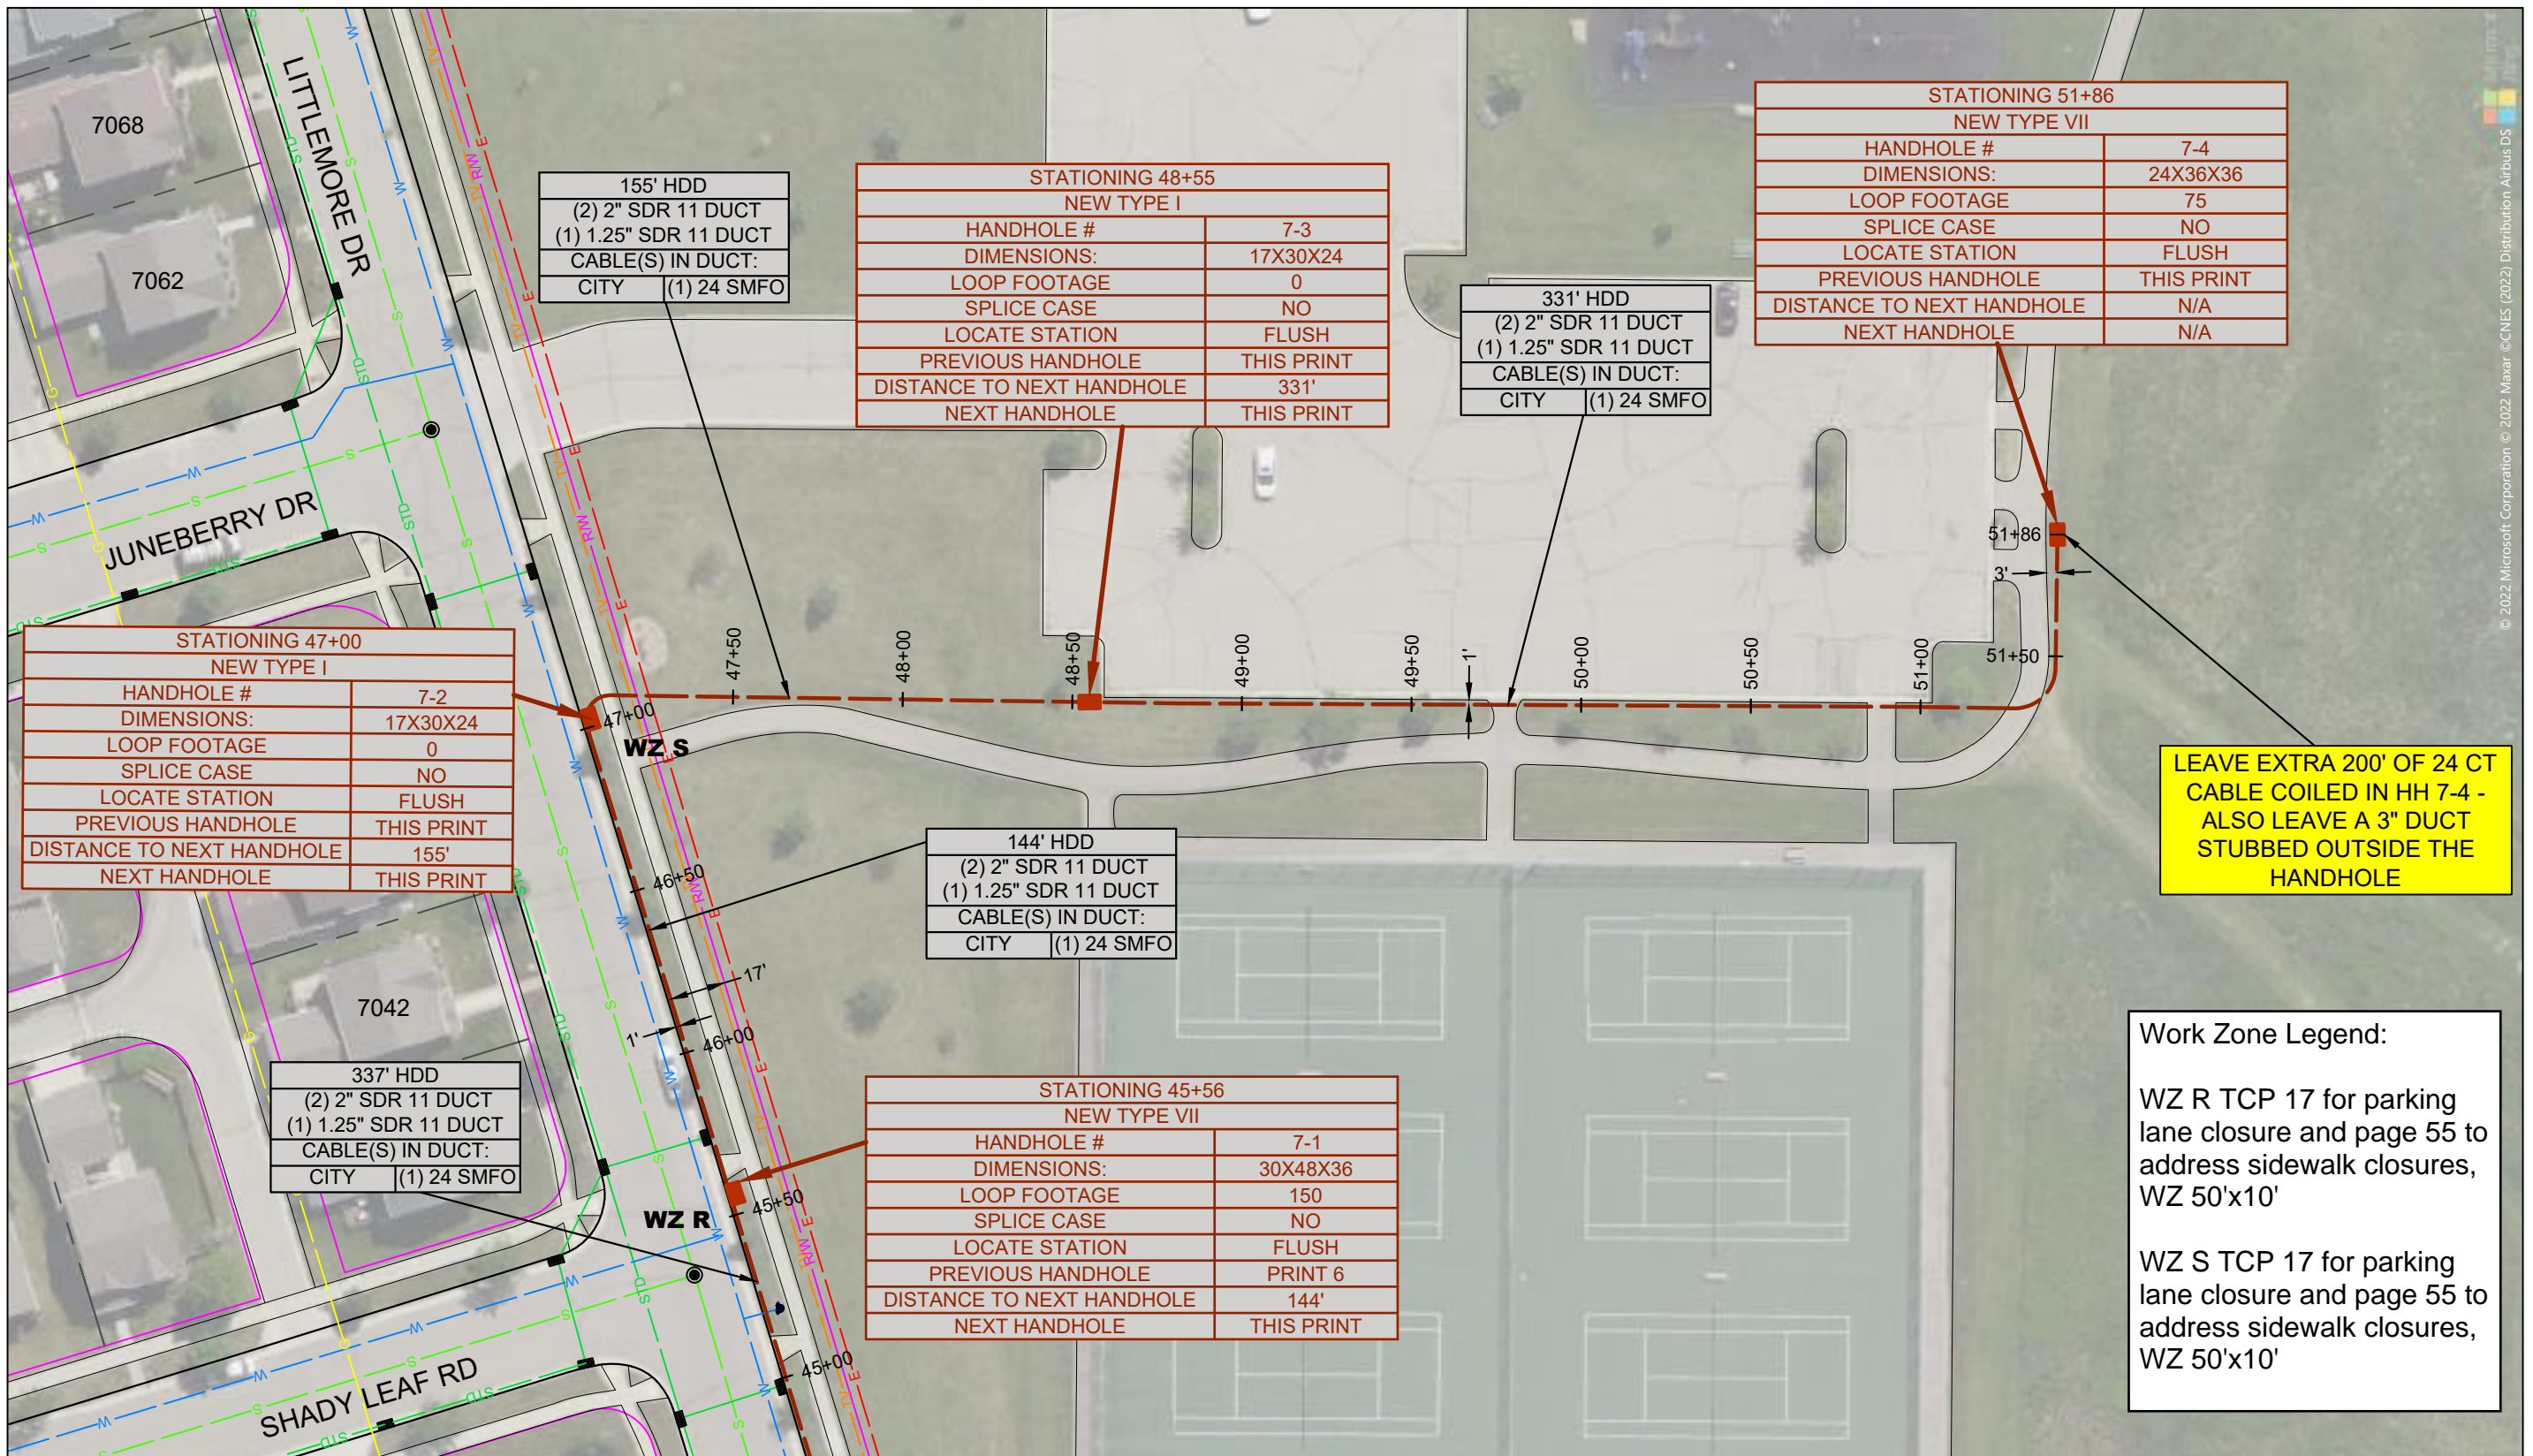 LITTLEMORE DR
7068
7062
JUNEBERRY DR
155' HDD
(2) 2" SDR 11 DUCT
(1) 1.25" SDR 11 DUCT
CABLE(S) IN DUCT:
CITY (1) 24 SMFO
STATIONING 48+55
NEW TYPE I
HANDHOLE # 7-3
DIMENSIONS: 17X30X24
LOOP FOOTAGE 0
SPLICE CASE NO
LOCATE STATION FLUSH
PREVIOUS HANDHOLE THIS PRINT
DISTANCE TO NEXT HANDHOLE 331'
NEXT HANDHOLE THIS PRINT
331' HDD
(2) 2" SDR 11 DUCT
(1) 1.25" SDR 11 DUCT
CABLE(S) IN DUCT:
CITY (1) 24 SMFO
STATIONING 51+86
NEW TYPE VII
HANDHOLE # 7-4
DIMENSIONS: 24X36X36
LOOP FOOTAGE 75
SPLICE CASE NO
LOCATE STATION FLUSH
PREVIOUS HANDHOLE THIS PRINT
DISTANCE TO NEXT HANDHOLE N/A
NEXT HANDHOLE N/A
© 2022 Microsoft Corporation © 2022 Maxar ©CNES (2022) Distribution Airbus DS
51+86
3'
51+50
STATIONING 47+00
NEW TYPE I
HANDHOLE # 7-2
DIMENSIONS: 17X30X24
LOOP FOOTAGE 0
SPLICE CASE NO
LOCATE STATION FLUSH
PREVIOUS HANDHOLE THIS PRINT
DISTANCE TO NEXT HANDHOLE 155'
NEXT HANDHOLE THIS PRINT
47+00
47+50
48+00
48+50
49+00
49+50
1'
50+00
50+50
51+00
WZ S
46+50
144' HDD
(2) 2" SDR 11 DUCT
(1) 1.25" SDR 11 DUCT
CABLE(S) IN DUCT:
CITY (1) 24 SMFO
LEAVE EXTRA 200' OF 24 CT
CABLE COILED IN HH 7-4 -
ALSO LEAVE A 3" DUCT
STUBBED OUTSIDE THE
HANDHOLE
17'
1'
46+00
7042
337' HDD
(2) 2" SDR 11 DUCT
(1) 1.25" SDR 11 DUCT
CABLE(S) IN DUCT:
CITY (1) 24 SMFO
STATIONING 45+56
NEW TYPE VII
HANDHOLE # 7-1
DIMENSIONS: 30X48X36
LOOP FOOTAGE 150
SPLICE CASE NO
LOCATE STATION FLUSH
PREVIOUS HANDHOLE PRINT 6
DISTANCE TO NEXT HANDHOLE 144'
NEXT HANDHOLE THIS PRINT
45+50
WZ R
45+00
SHADY LEAF RD
Work Zone Legend:
WZ R TCP 17 for parking
lane closure and page 55 to
address sidewalk closures,
WZ 50'x10'
WZ S TCP 17 for parking
lane closure and page 55 to
address sidewalk closures,
WZ 50'x10'